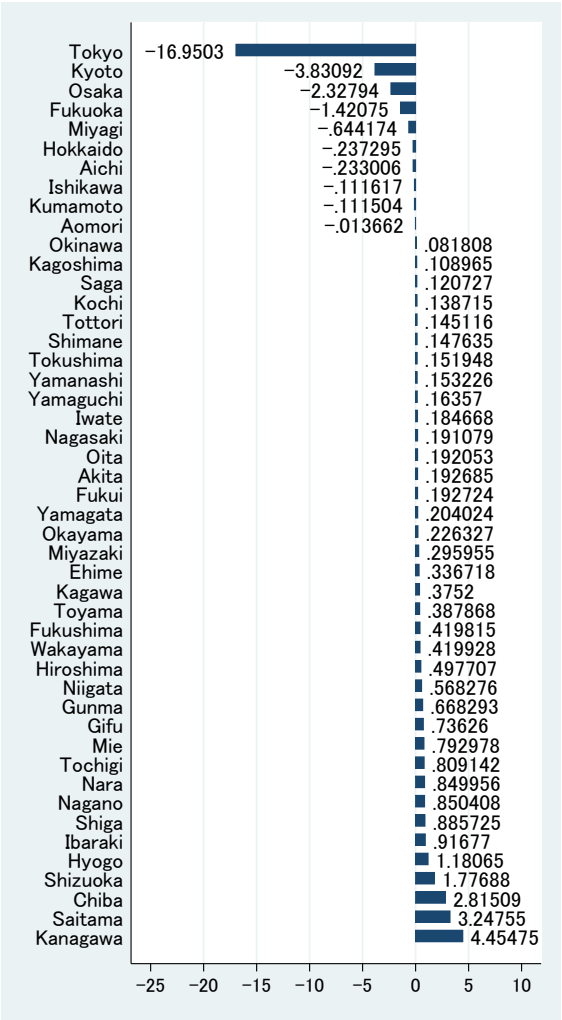 Tokyo −16.9503
Kyoto −3.83092
Osaka −2.32794
Fukuoka −1.42075
Miyagi −.644174
Hokkaido −.237295
Aichi −.233006
Ishikawa −.111617
Kumamoto −.111504
Aomori −.013662
Okinawa .081808
Kagoshima .108965
Saga .120727
Kochi .138715
Tottori .145116
Shimane .147635
Tokushima .151948
Yamanashi .153226
Yamaguchi .16357
Iwate .184668
Nagasaki .191079
Oita .192053
Akita .192685
Fukui .192724
Yamagata .204024
Okayama .226327
Miyazaki .295955
Ehime .336718
Kagawa .3752
Toyama .387868
Fukushima .419815
Wakayama .419928
Hiroshima .497707
Niigata .568276
Gunma .668293
Gifu .73626
Mie .792978
Tochigi .809142
Nara .849956
Nagano .850408
Shiga .885725
Ibaraki .91677
Hyogo 1.18065
Shizuoka 1.77688
Chiba 2.81509
Saitama 3.24755
Kanagawa 4.45475
−25 −20 −15 −10 −5 0 5 10